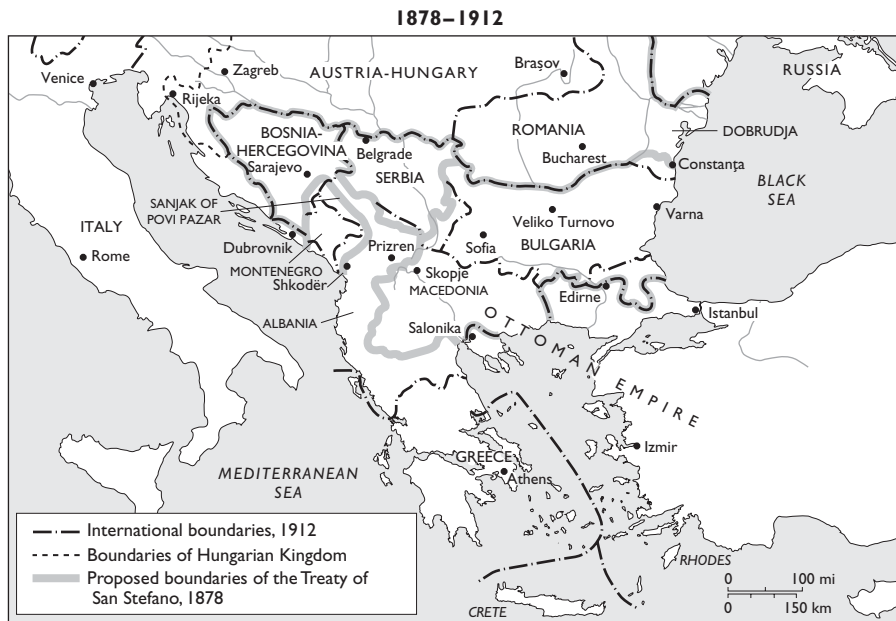 1878–1912
Venice
Zagreb
AUSTRIA-HUNGARY
Braşov
RUSSIA
Rijeka
BOSNIA-
HERCEGOVINA
Sarajevo
Belgrade
SERBIA
ROMANIA
Bucharest
DOBRUDJA
Constanţa
BLACK
SEA
SANJAK OF
POVI PAZAR
ITALY
Rome
Dubrovnik
MONTENEGRO
Shkodër
Prizren
Skopje
MACEDONIA
Sofia
Veliko Turnovo
BULGARIA
Varna
Edirne
Istanbul
ALBANIA
Salonika
OTTOMAN EMPIRE
Izmir
GREECE
Athens
MEDITERRANEAN
SEA
RHODES
CRETE
International boundaries, 1912
Boundaries of Hungarian Kingdom
Proposed boundaries of the Treaty of
San Stefano, 1878
0 100 mi
0 150 km